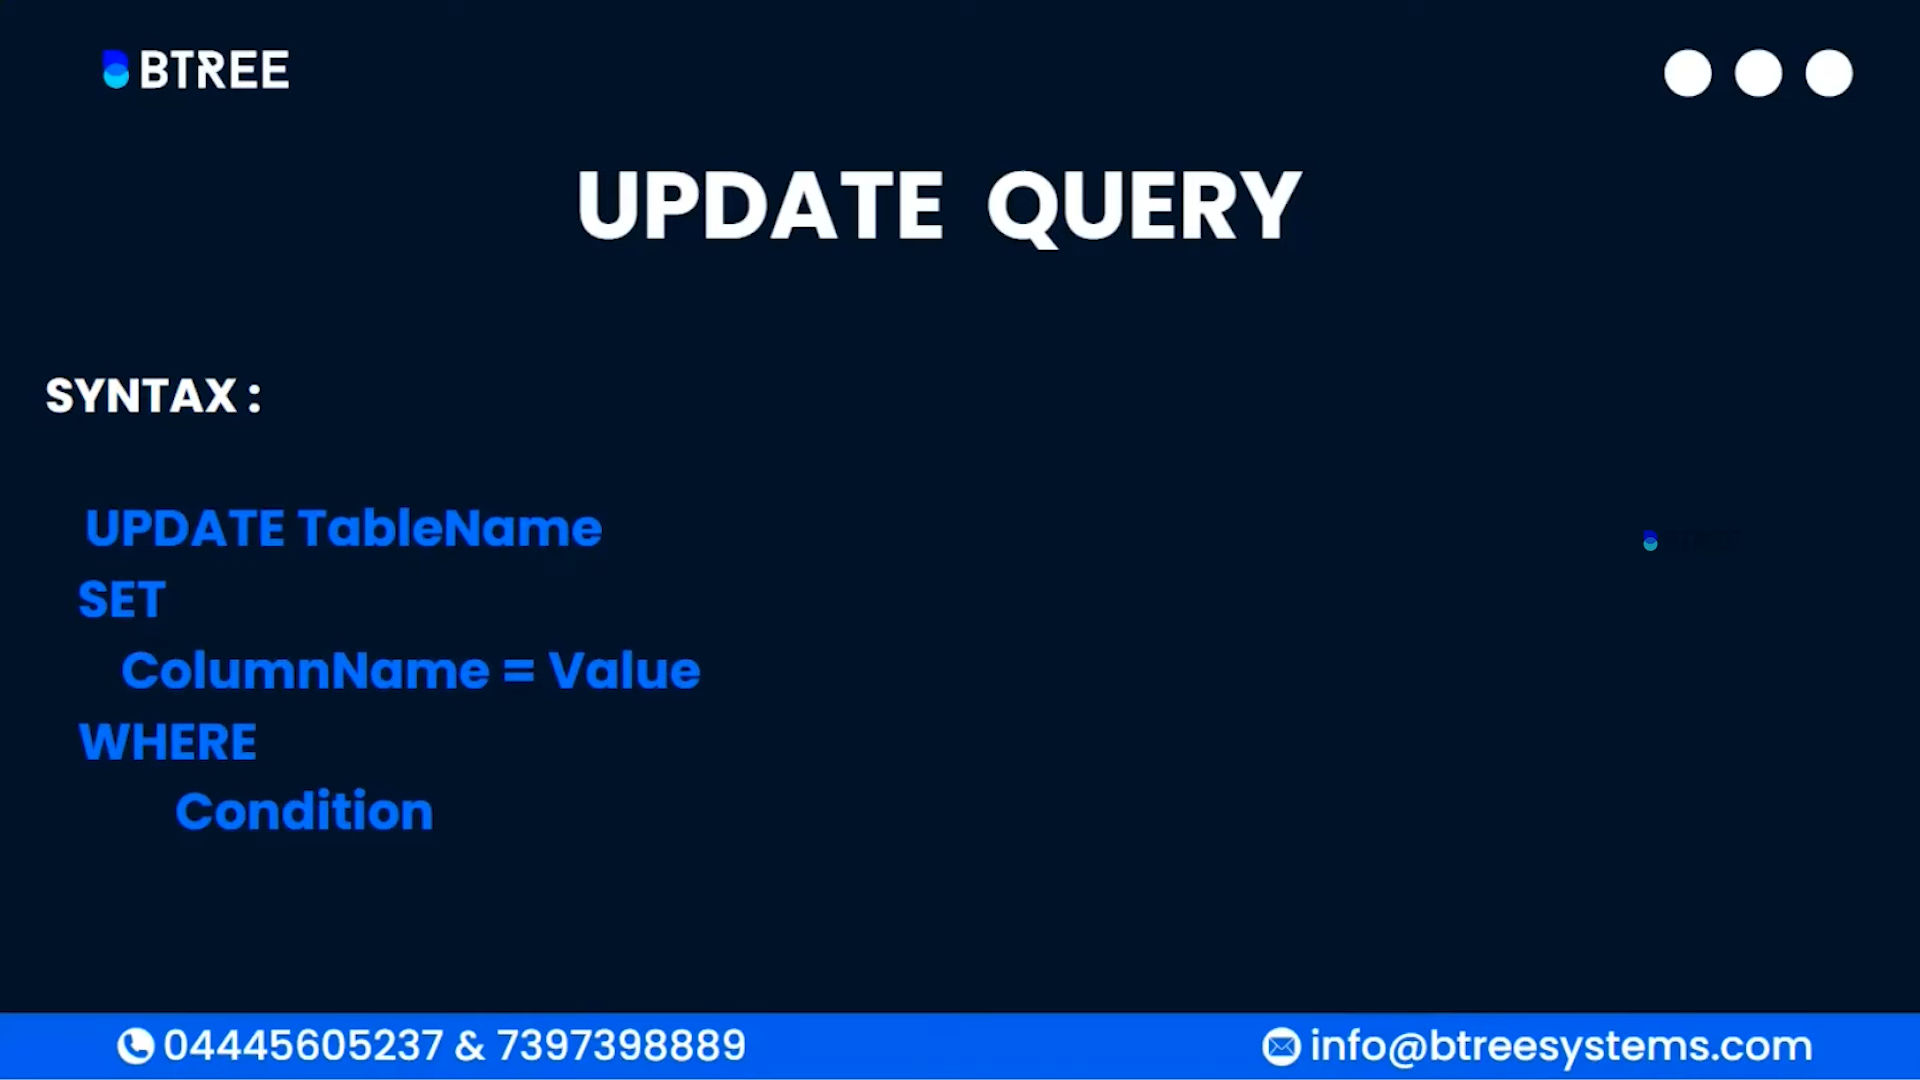 BTREE
UPDATE QUERY
SYNTAX :
UPDATE TableName
SET
ColumnName = Value
WHERE
Condition
04445605237 & 7397398889
info@btreesystems.com